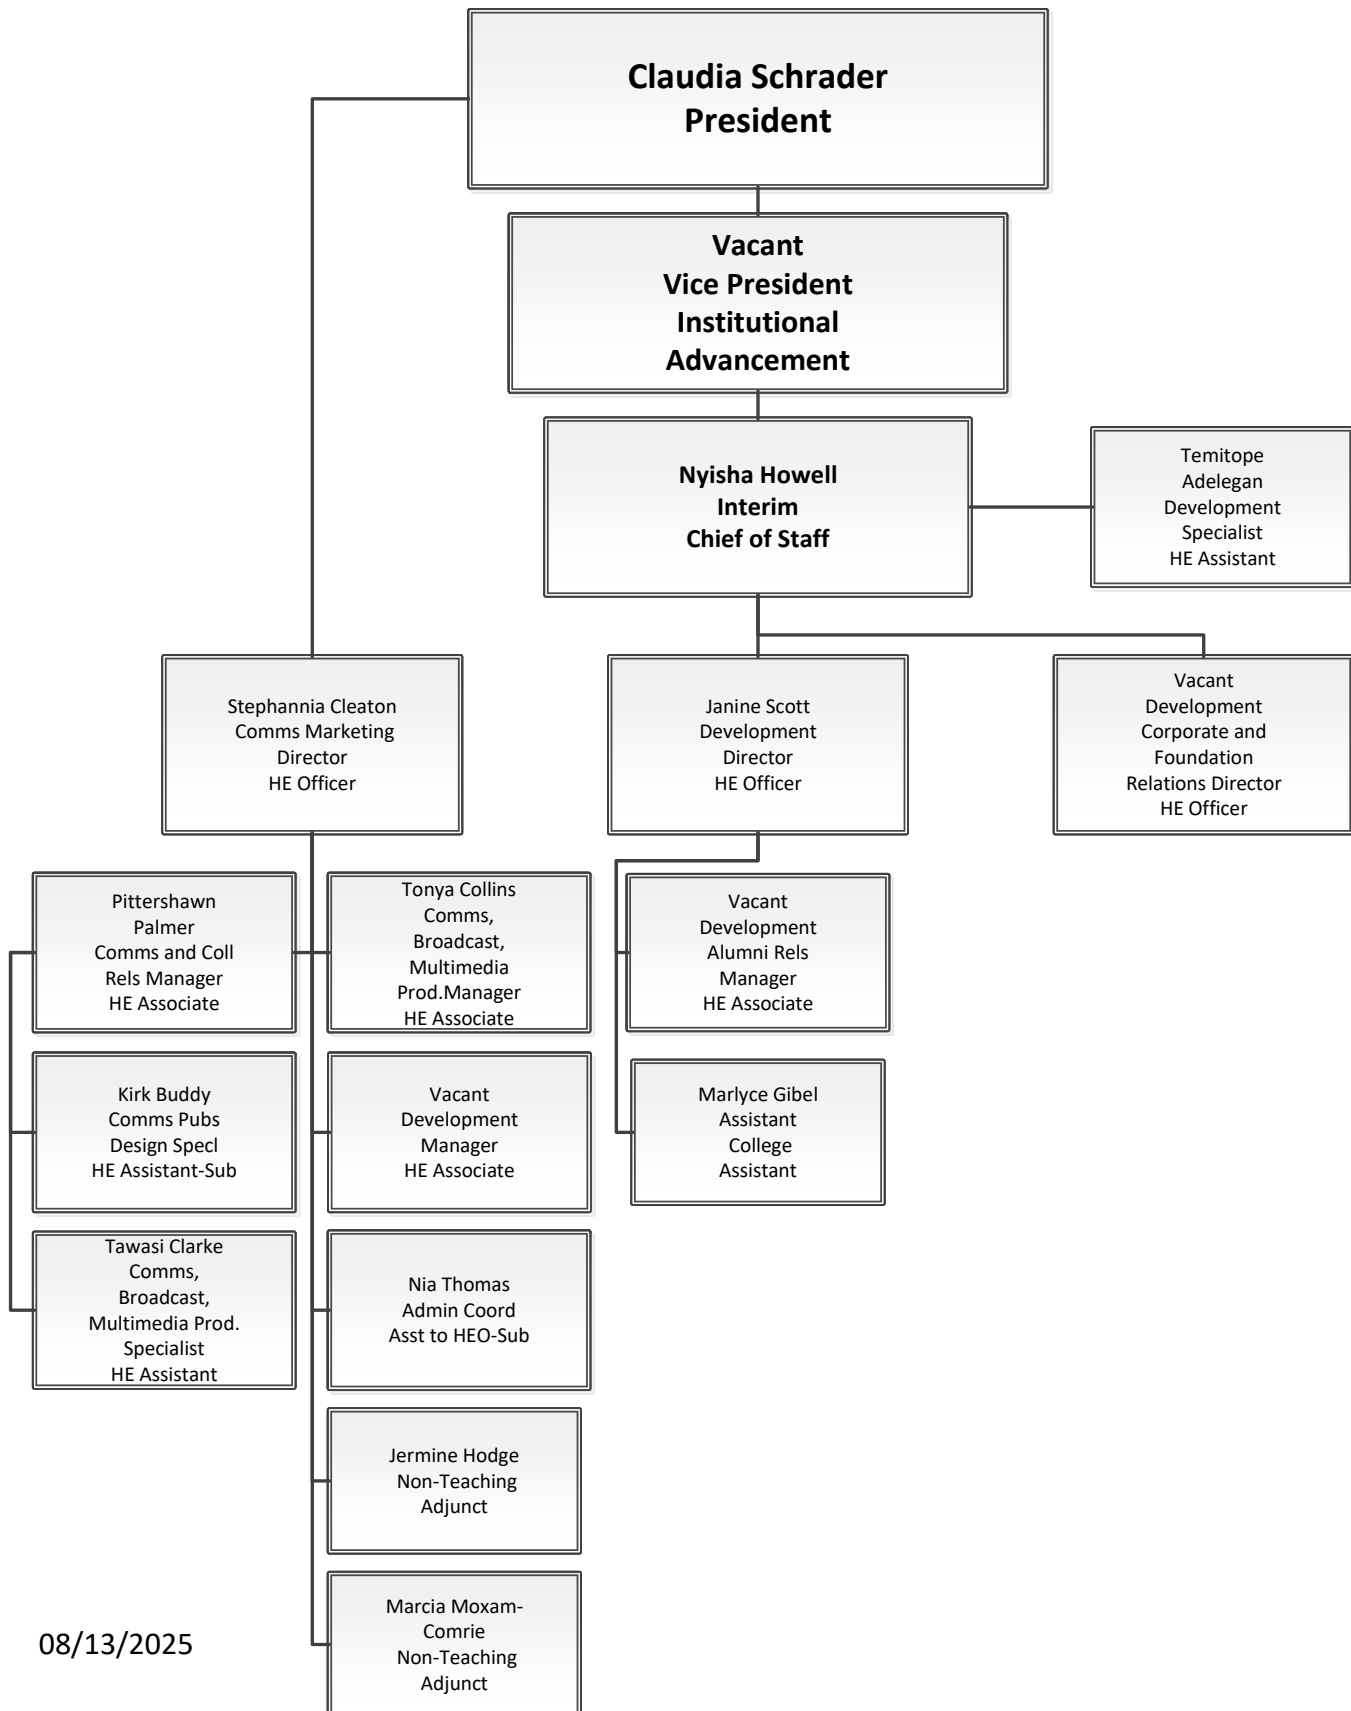 Claudia Schrader
President
Vacant
Vice President
Institutional
Advancement
Nyisha Howell
Interim
Chief of Staff
Temitope
Adelegan
Development
Specialist
HE Assistant
Stephannia Cleaton
Comms Marketing
Director
HE Officer
Janine Scott
Development
Director
HE Officer
Vacant
Development
Corporate and
Foundation
Relations Director
HE Officer
Pittershawn
Palmer
Comms and Coll
Rels Manager
HE Associate
Tonya Collins
Comms,
Broadcast,
Multimedia
Prod.Manager
HE Associate
Vacant
Development
Alumni Rels
Manager
HE Associate
Kirk Buddy
Comms Pubs
Design Specl
HE Assistant-Sub
Vacant
Development
Manager
HE Associate
Marlyce Gibel
Assistant
College
Assistant
Tawasi Clarke
Comms,
Broadcast,
Multimedia Prod.
Specialist
HE Assistant
Nia Thomas
Admin Coord
Asst to HEO-Sub
Jermine Hodge
Non-Teaching
Adjunct
Marcia Moxam-
Comrie
Non-Teaching
Adjunct
08/13/2025